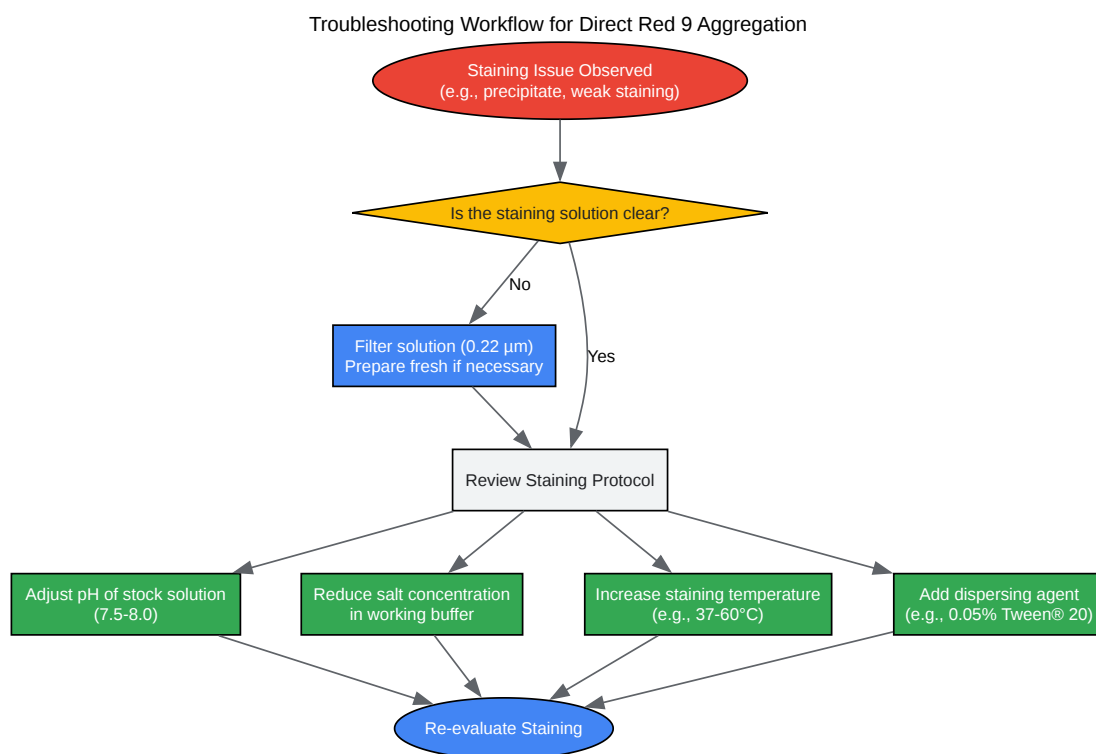 Troubleshooting Workflow for Direct Red 9 Aggregation
Staining Issue Observed
(e.g., precipitate, weak staining)
Is the staining solution clear?
No
Filter solution (0.22 µm)
Prepare fresh if necessary
Yes
Review Staining Protocol
Adjust pH of stock solution
(7.5-8.0)
Reduce salt concentration
in working buffer
Increase staining temperature
(e.g., 37-60°C)
Add dispersing agent
(e.g., 0.05% Tween® 20)
Re-evaluate Staining